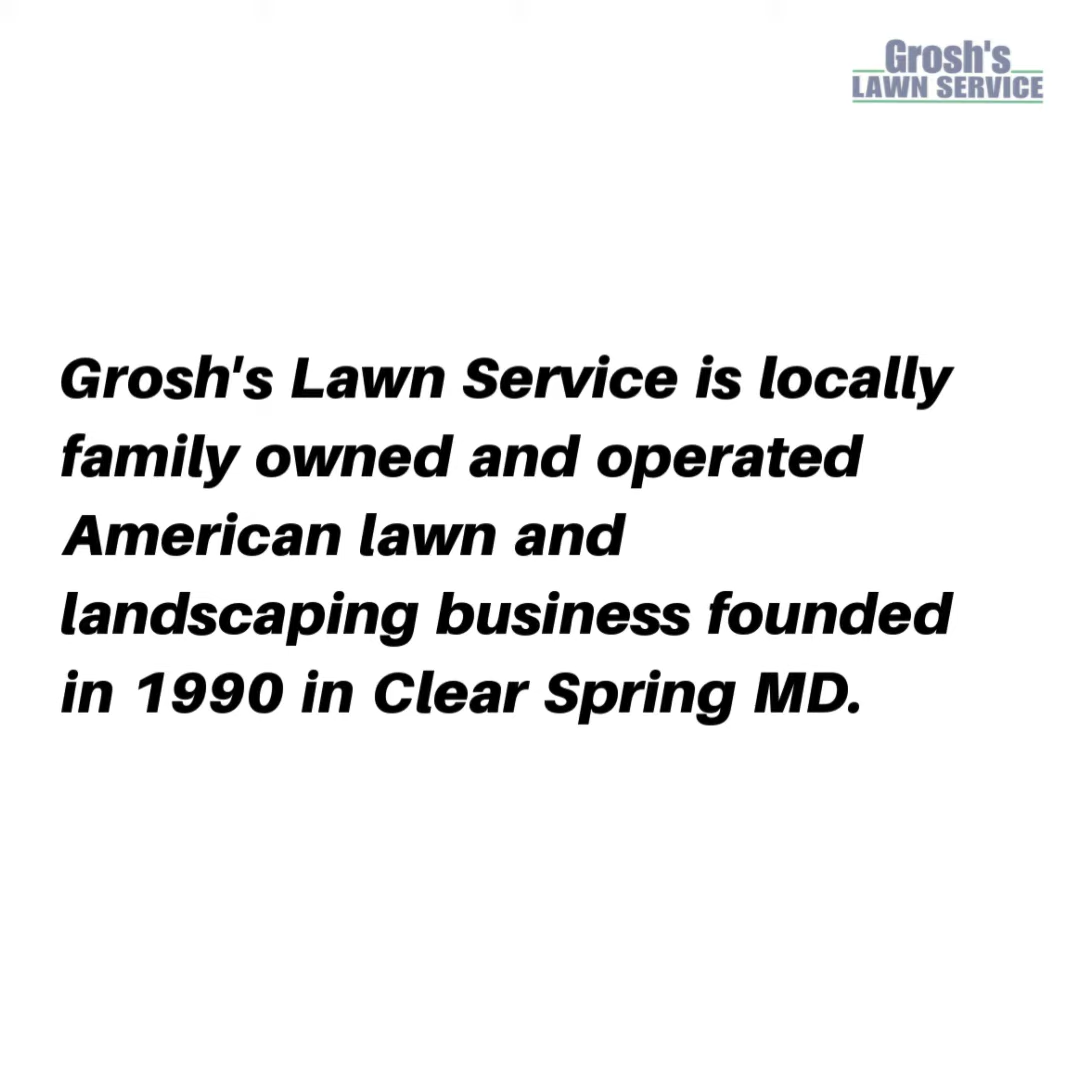 Grosh's
LAWN SERVICE
Grosh's Lawn Service is locally
family owned and operated
American lawn and
landscaping business founded
in 1990 in Clear Spring MD.